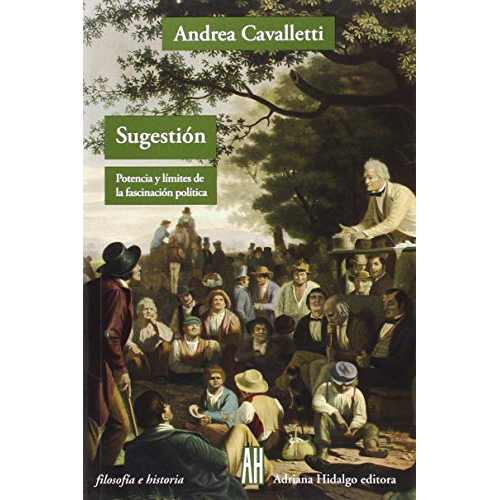 Andrea Cavalletti
Sugestión
Potencia y límites de
la fascinación política
filosofía e historia
AH
Adriana Hidalgo editora